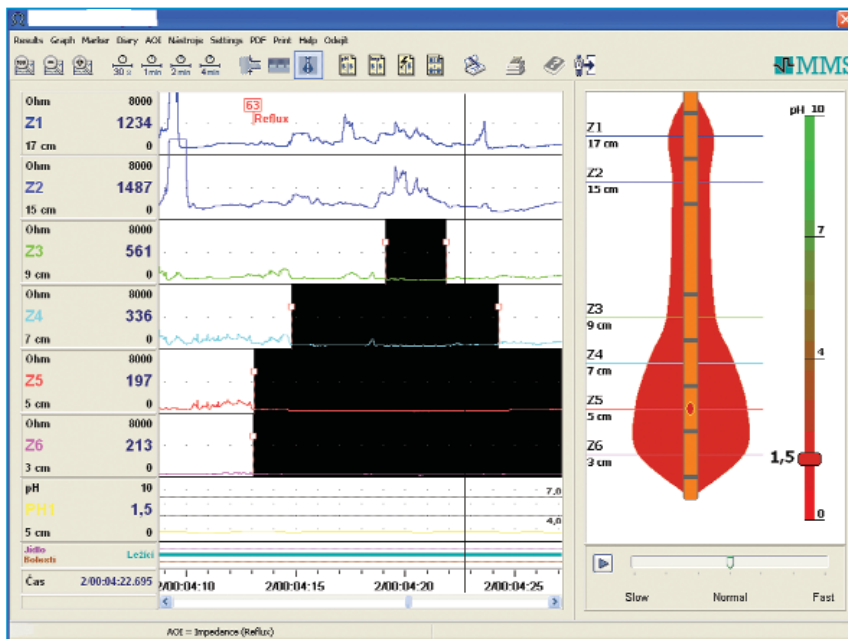 Results Graph Marker Diary AOI Nástroje Settings PDF Print Help Odejít
30 s 1min 2 min 4 min
MMS
Ohm 8000
Z1 1234
17 cm 0
63
Reflux
Ohm 8000
Z2 1487
15 cm 0
Ohm 8000
Z3 561
9 cm 0
Ohm 8000
Z4 336
7 cm 0
Ohm 8000
Z5 197
5 cm 0
Ohm 8000
Z6 213
3 cm 0
pH 10
PH1 1,5
5 cm 0
7,0
4,0
Jídlo
Bolesti
Ležící
Čas 2/00:04:22.695
2/00:04:10 2/00:04:15 2/00:04:20 2/00:04:25
pH 10
Z1
17 cm
Z2
15 cm
7
Z3
9 cm
Z4
7 cm
4
Z5
5 cm
Z6
3 cm
1,5
0
Slow Normal Fast
AOI = Impedance (Reflux)